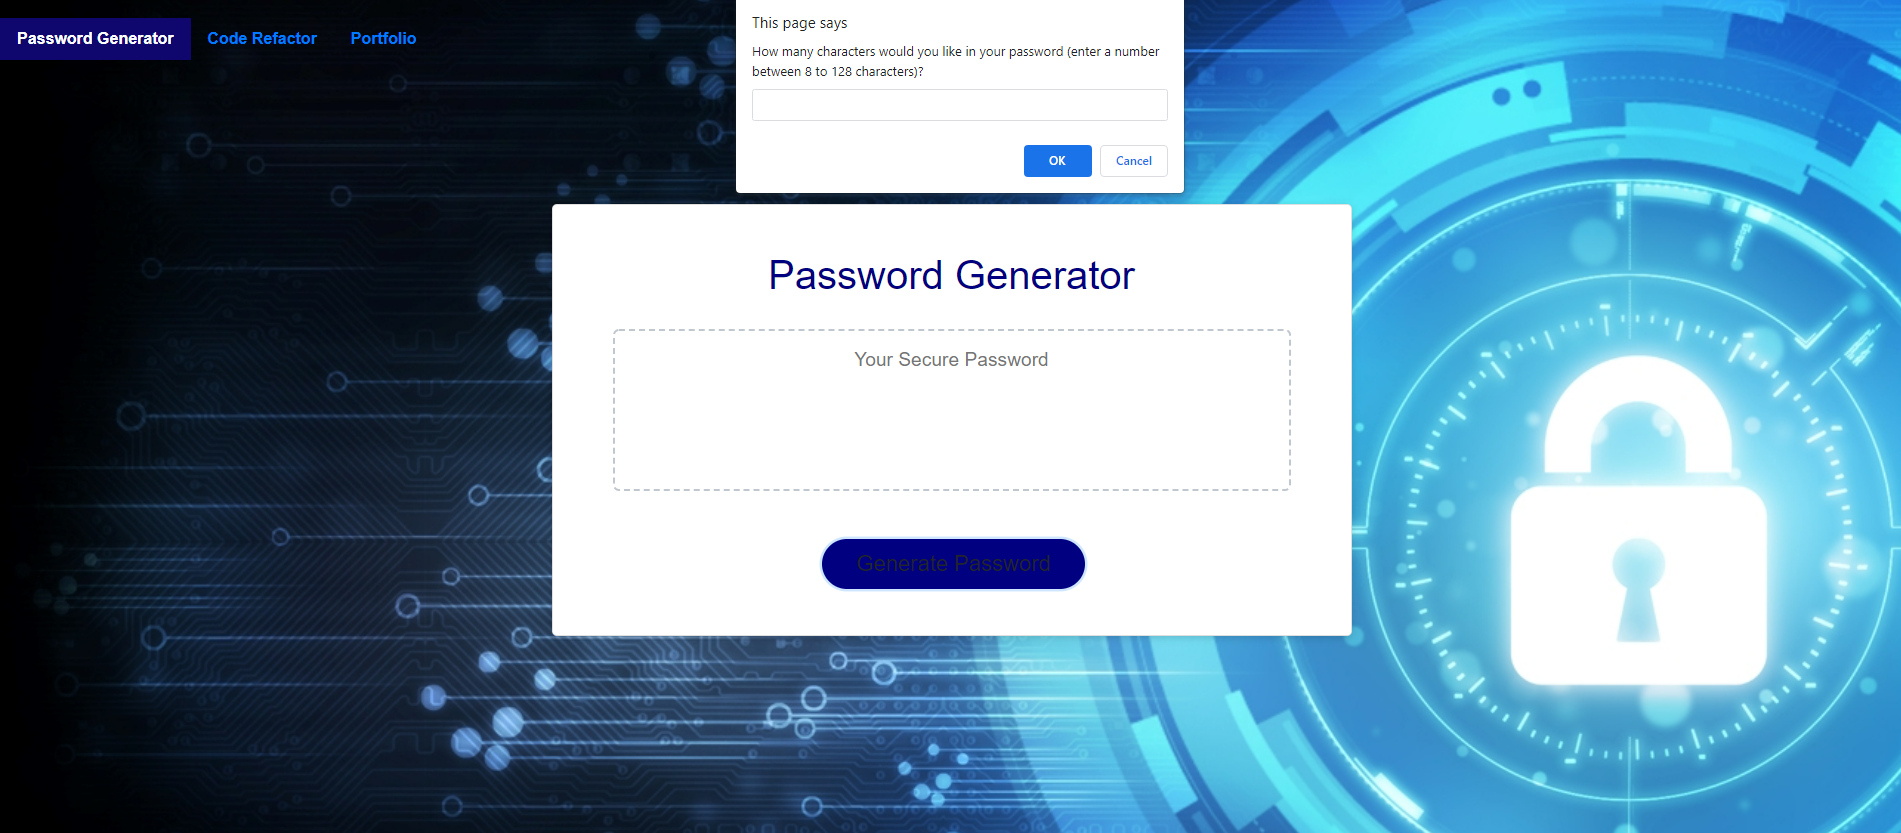 Password Generator
Code Refactor
Portfolio
This page says
How many characters would you like in your password (enter a number
between 8 to 128 characters)?
OK
Cancel
Password Generator
Your Secure Password
Generate Password